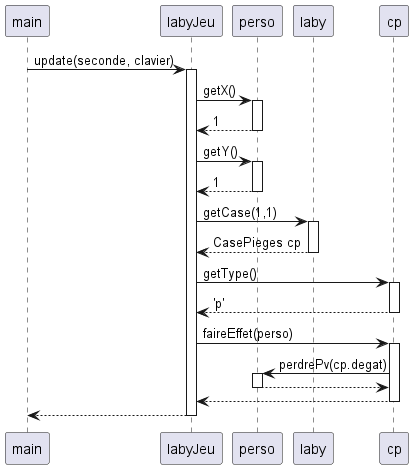 main labyJeu perso laby cp
update(seconde, clavier)
getX()
1
getY()
1
getCase(1,1)
CasePieges cp
getType()
'p'
faireEffet(perso)
perdrePv(cp.degat)
main labyJeu perso laby cp